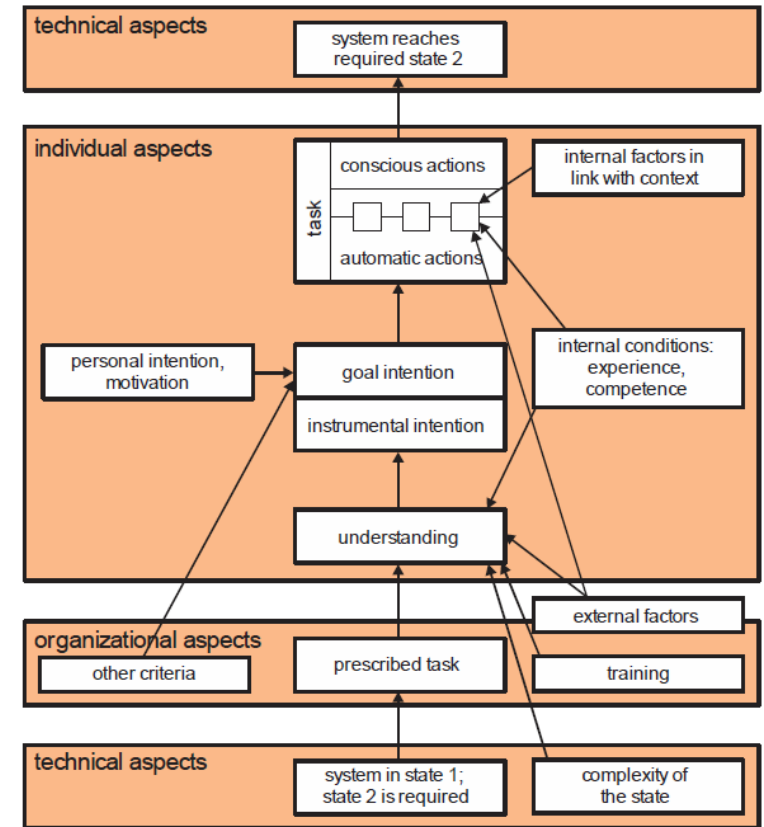 technical aspects
system reaches
required state 2
individual aspects
conscious actions
task
automatic actions
internal factors in
link with context
personal intention,
motivation
goal intention
instrumental intention
internal conditions:
experience,
competence
understanding
external factors
organizational aspects
other criteria
prescribed task
training
technical aspects
system in state 1;
state 2 is required
complexity of
the state